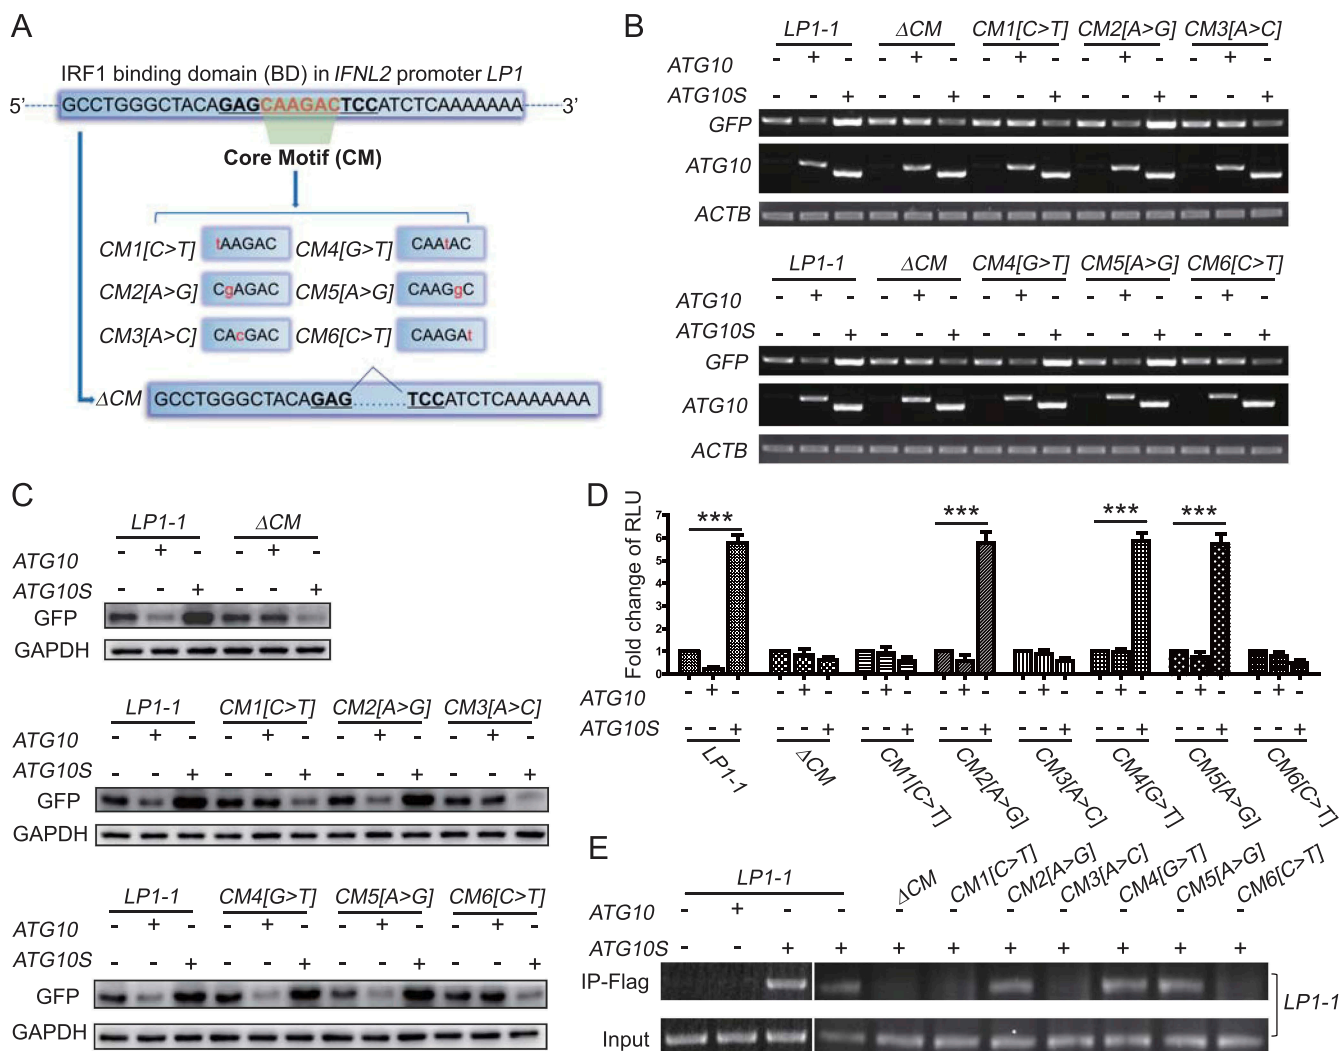 A
IRF1 binding domain (BD) in IFNL2 promoter LP1
5' GCCTGGGCTACAGAGCAAGACTCCATCTCAAAAAAA 3'
Core Motif (CM)
CM1[C>T] tAAGAC CM4[G>T] CAAtAC
CM2[A>G] CgAGAC CM5[A>G] CAAGgC
CM3[A>C] CAcGAC CM6[C>T] CAAGAt
ΔCM GCCTGGGCTACAGAG.........TCCATCTCAAAAAAA
B
LP1-1 ΔCM CM1[C>T] CM2[A>G] CM3[A>C]
ATG10 - + - - + - - + - - + - - + -
ATG10S - - + - - + - - + - - + - - +
GFP
ATG10
ACTB
LP1-1 ΔCM CM4[G>T] CM5[A>G] CM6[C>T]
ATG10 - + - - + - - + - - + - - + -
ATG10S - - + - - + - - + - - + - - +
GFP
ATG10
ACTB
C
LP1-1 ΔCM
ATG10 - + - - + -
ATG10S - - + - - +
GFP
GAPDH
LP1-1 CM1[C>T] CM2[A>G] CM3[A>C]
ATG10 - + - - + - - + - - + -
ATG10S - - + - - + - - + - - +
GFP
GAPDH
LP1-1 CM4[G>T] CM5[A>G] CM6[C>T]
ATG10 - + - - + - - + - - + -
ATG10S - - + - - + - - + - - +
GFP
GAPDH
D
Fold change of RLU
7
6
5
4
3
2
1
0
*** *** *** ***
ATG10 - + - - + - - + - - + - - + - - + - - + - - + -
ATG10S - - + - - + - - + - - + - - + - - + - - + - - +
LP1-1 ΔCM CM1[C>T] CM2[A>G] CM3[A>C] CM4[G>T] CM5[A>G] CM6[C>T]
E
LP1-1 ΔCM CM1[C>T] CM2[A>G] CM3[A>C] CM4[G>T] CM5[A>G] CM6[C>T]
ATG10 - + - - - - - - - - -
ATG10S - - + + + + + + + + +
IP-Flag
Input
LP1-1